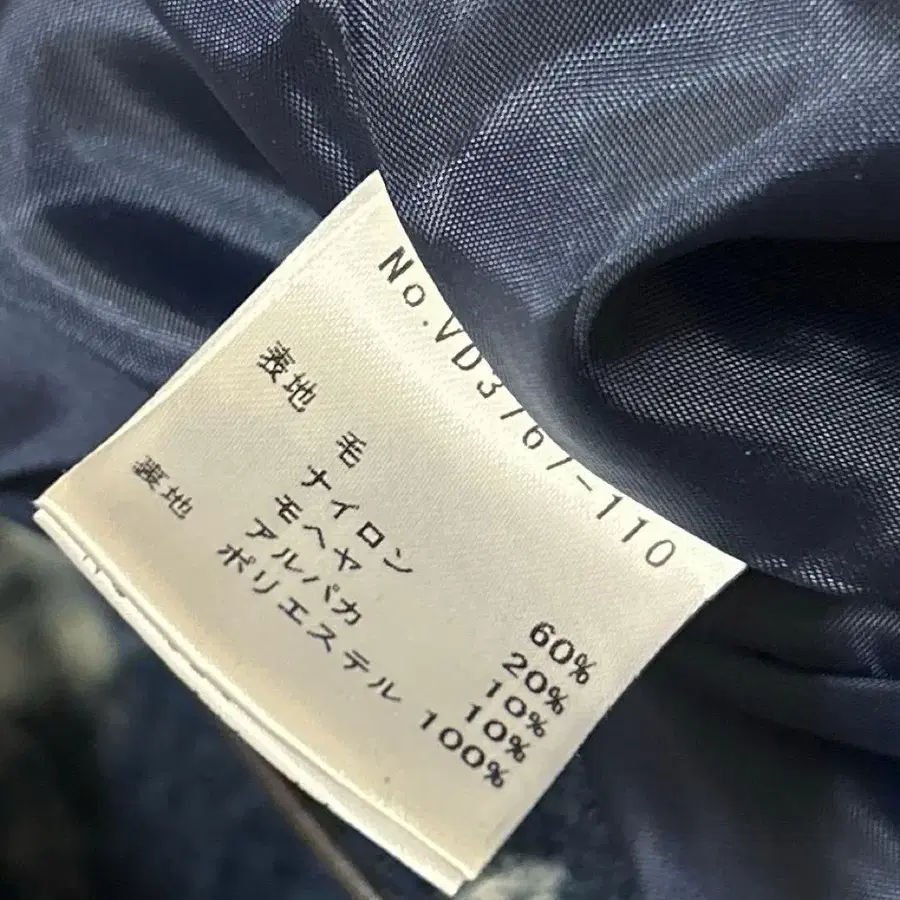 No.VD3767-110
表地 毛 60%
ナイロン 20%
モヘヤ 10%
アルパカ 10%
裏地 ポリエステル 100%